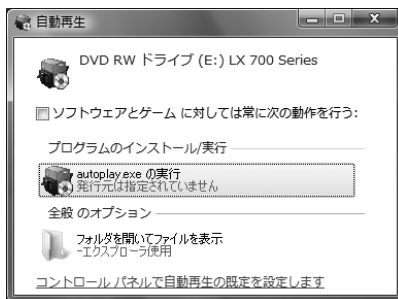 自動再生
DVD RW ドライブ (E:) LX 700 Series
ソフトウェアとゲーム に対しては常に次の動作を行う:
プログラムのインストール/実行
autoplay.exe の実行
発行元は指定されていません
全般 のオプション
フォルダを開いてファイルを表示
-エクスプローラ使用
コントロール パネルで自動再生の既定を設定します